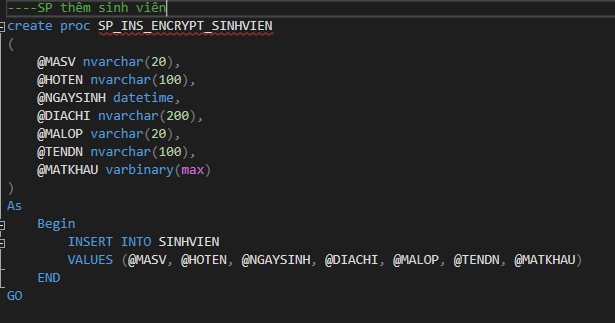 ----SP thêm sinh viên
create proc SP_INS_ENCRYPT_SINHVIEN
(
@MASV nvarchar(20),
@HOTEN nvarchar(100),
@NGAYSINH datetime,
@DIACHI nvarchar(200),
@MALOP varchar(20),
@TENDN nvarchar(100),
@MATKHAU varbinary(max)
)
As
Begin
INSERT INTO SINHVIEN
VALUES (@MASV, @HOTEN, @NGAYSINH, @DIACHI, @MALOP, @TENDN, @MATKHAU)
END
GO